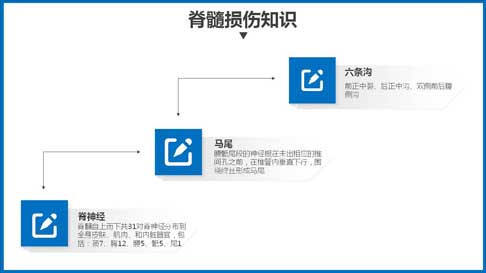 脊髓损伤知识
六条沟
前正中裂、后正中沟、双侧前后腹
侧沟
马尾
腰骶尾段的神经根在未出相应的椎
间孔之前，在椎管内垂直下行，围
绕终丝形成马尾
脊神经
脊髓自上而下共31对脊神经分布到
全身皮肤、肌肉、和内脏器官，包
括：颈7、胸12、腰5、骶5、尾1